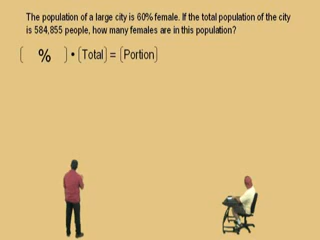 The population of a large city is 60% female. If the total population of the city
is 584,855 people, how many females are in this population?
( % ) • (Total) = (Portion)